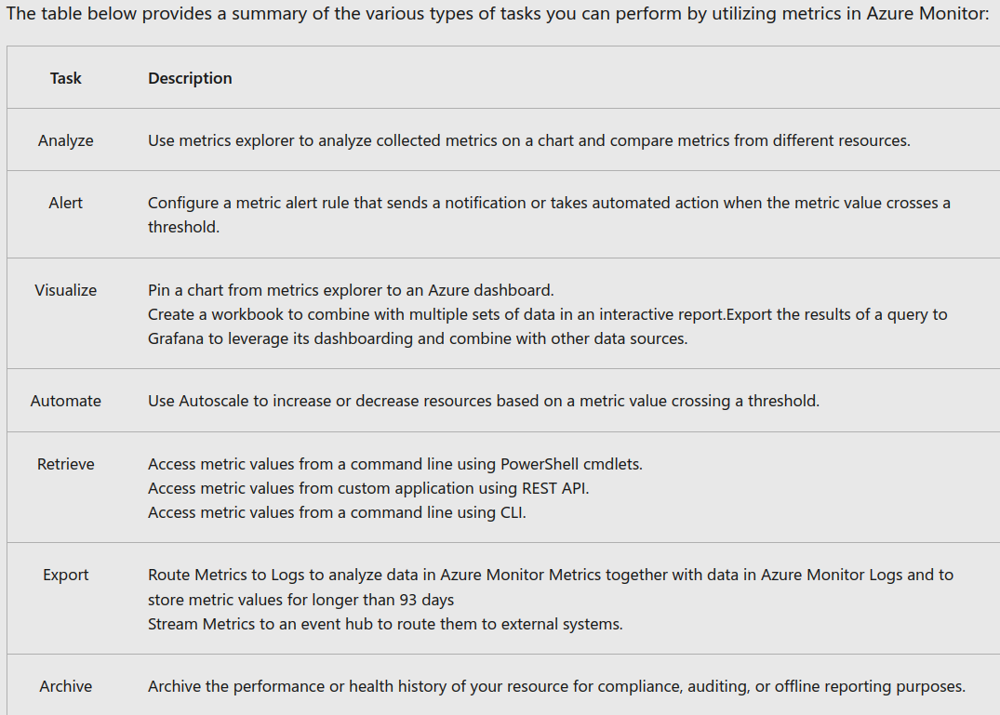 The table below provides a summary of the various types of tasks you can perform by utilizing metrics in Azure Monitor:
Task Description
Analyze Use metrics explorer to analyze collected metrics on a chart and compare metrics from different resources.
Alert Configure a metric alert rule that sends a notification or takes automated action when the metric value crosses a
threshold.
Visualize Pin a chart from metrics explorer to an Azure dashboard.
Create a workbook to combine with multiple sets of data in an interactive report.Export the results of a query to
Grafana to leverage its dashboarding and combine with other data sources.
Automate Use Autoscale to increase or decrease resources based on a metric value crossing a threshold.
Retrieve Access metric values from a command line using PowerShell cmdlets.
Access metric values from custom application using REST API.
Access metric values from a command line using CLI.
Export Route Metrics to Logs to analyze data in Azure Monitor Metrics together with data in Azure Monitor Logs and to
store metric values for longer than 93 days
Stream Metrics to an event hub to route them to external systems.
Archive Archive the performance or health history of your resource for compliance, auditing, or offline reporting purposes.